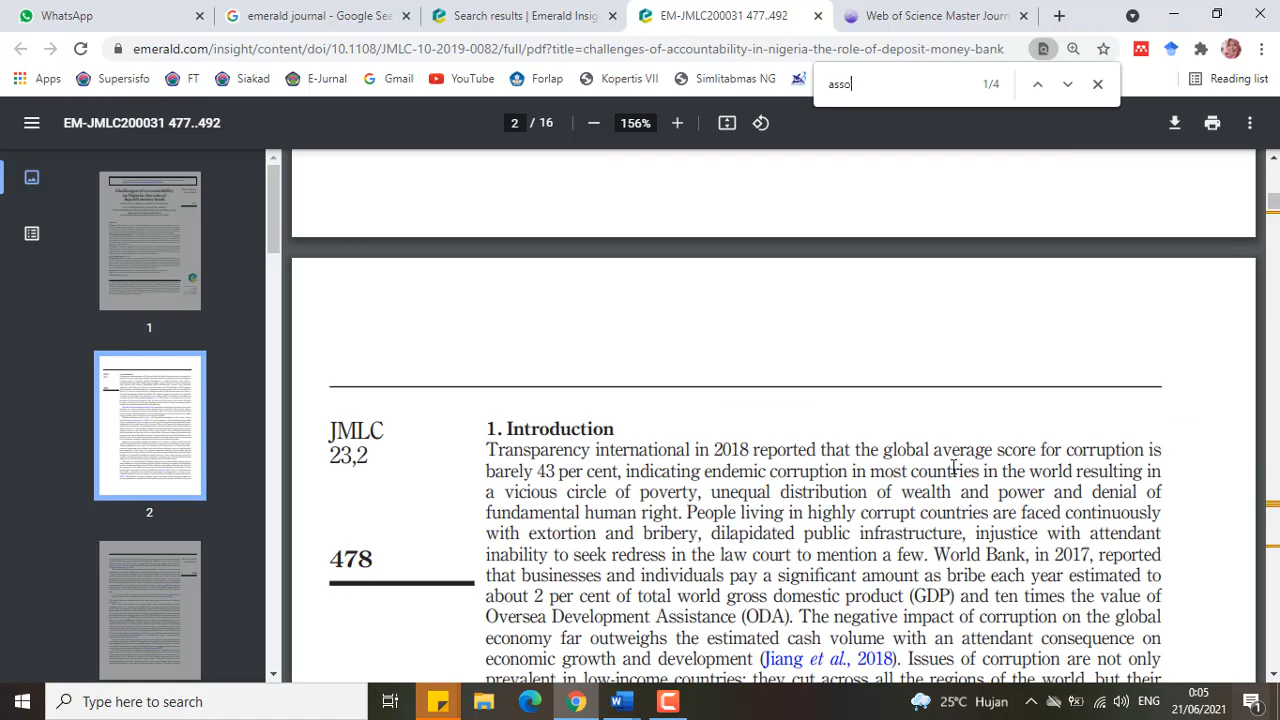 WhatsApp
emerald journal - Google Sea
Search results | Emerald Insigh
EM-JMLC200031 477..492
Web of Science Master Journ
emerald.com/insight/content/doi/10.1108/JMLC-10-2019-0082/full/pdf?title=challenges-of-accountability-in-nigeria-the-role-of-deposit-money-bank
Apps
Supersisfo
FT
Siakad
E-Jurnal
Gmail
YouTube
Forlap
Kopertis VII
Simlitabmas NG
Reading list
asso
1/4
EM-JMLC200031 477..492
2 / 16
156%
1
2
JMLC
23,2
478
1. Introduction
Transparency international in 2018 reported that the global average score for corruption is
barely 43 per cent, indicating endemic corruption in most countries in the world resulting in
a vicious circle of poverty, unequal distribution of wealth and power and denial of
fundamental human right. People living in highly corrupt countries are faced continuously
with extortion and bribery, dilapidated public infrastructure, injustice with attendant
inability to seek redress in the law court to mention a few. World Bank, in 2017, reported
that businesses and individuals pay a significant amount as bribe each year estimated to
about 2 per cent of total world gross domestic product (GDP) and ten times the value of
Oversea Development Assistance (ODA). The negative impact of corruption on the global
economy far outweighs the estimated cash volume with an attendant consequence on
economic growth and development (Jiang et al., 2018). Issues of corruption are not only
prevalent in low-income countries; they cut across all the regions of the world, but their
Type here to search
25°C Hujan
ENG
0:05
21/06/2021
1